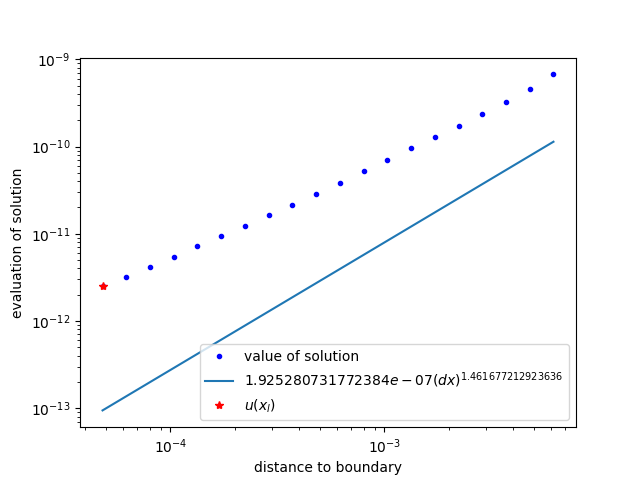 10⁻⁹
10⁻¹⁰
10⁻¹¹
10⁻¹²
10⁻¹³
evaluation of solution
value of solution
1.925280731772384e − 07(dx)¹·⁴⁶¹⁶⁷⁷²¹²⁹²³⁶³⁶
u(xₗ)
10⁻⁴
10⁻³
distance to boundary